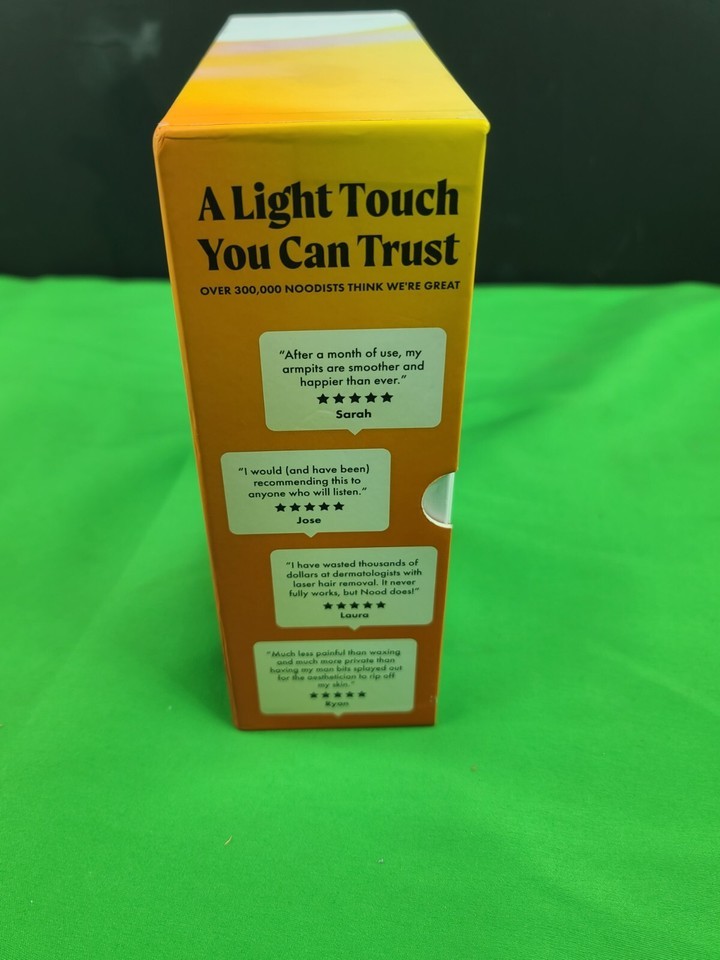 A Light Touch
You Can Trust
OVER 300,000 NOODISTS THINK WE'RE GREAT
"After a month of use, my
armpits are smoother and
happier than ever."
★★★★★
Sarah
"I would (and have been)
recommending this to
anyone who will listen."
★★★★★
Jose
"I have wasted thousands of
dollars at dermatologists with
laser hair removal. It never
fully works, but Nood does!"
★★★★★
Laura
"Much less painful than waxing
and much more private than
having my man bits splayed out
for the aesthetician to rip off
my skin."
★★★★★
Ryan